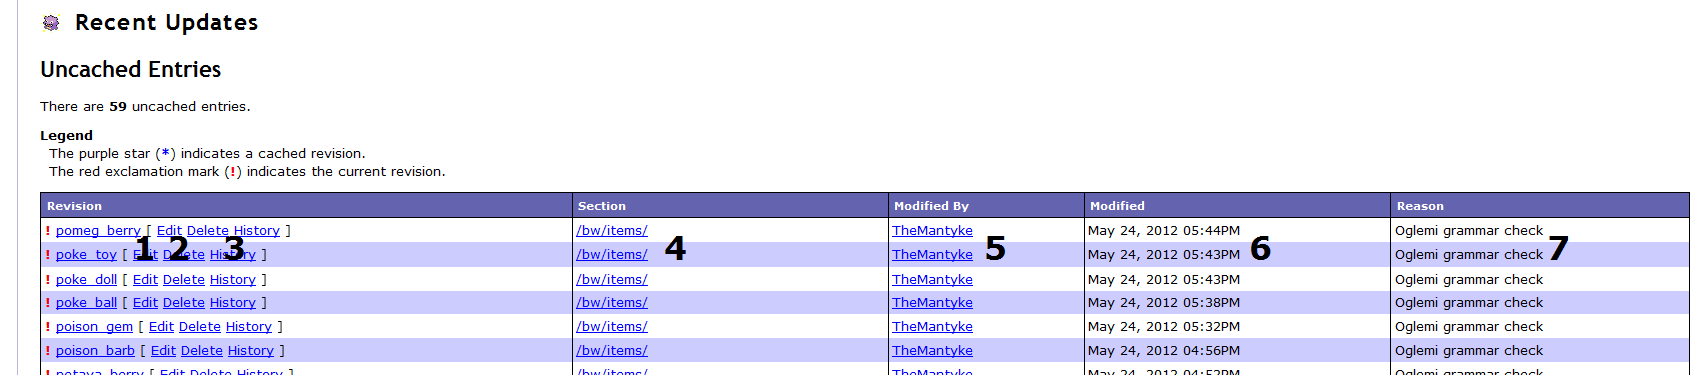 Recent Updates
Uncached Entries
There are 59 uncached entries.
Legend
The purple star (*) indicates a cached revision.
The red exclamation mark (!) indicates the current revision.
Revision Section Modified By Modified Reason
! pomeg_berry [ Edit Delete History ] /bw/items/ TheMantyke May 24, 2012 05:44PM Oglemi grammar check
1 2 3 4 5 6 7
! poke_toy [ Edit Delete History ] /bw/items/ TheMantyke May 24, 2012 05:43PM Oglemi grammar check
! poke_doll [ Edit Delete History ] /bw/items/ TheMantyke May 24, 2012 05:43PM Oglemi grammar check
! poke_ball [ Edit Delete History ] /bw/items/ TheMantyke May 24, 2012 05:38PM Oglemi grammar check
! poison_gem [ Edit Delete History ] /bw/items/ TheMantyke May 24, 2012 05:32PM Oglemi grammar check
! poison_barb [ Edit Delete History ] /bw/items/ TheMantyke May 24, 2012 04:56PM Oglemi grammar check
! petaya_berry [ Edit Delete History ] /bw/items/ TheMantyke May 24, 2012 04:52PM Oglemi grammar check